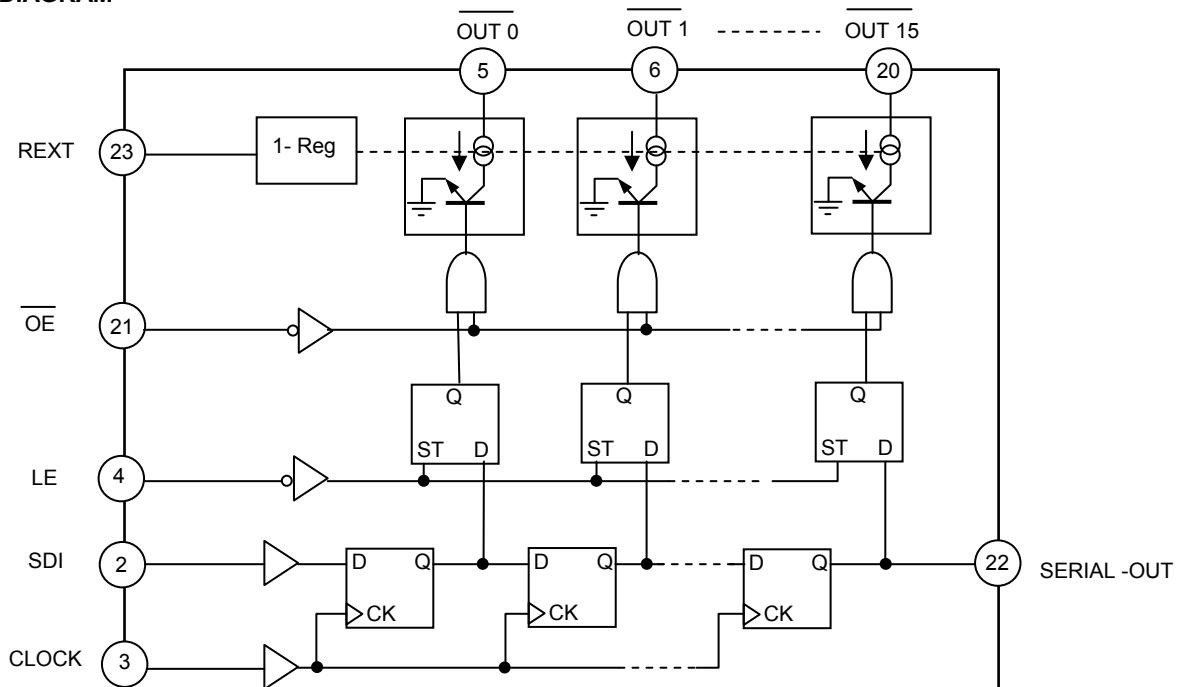 DIAGRAM
OUT 0 OUT 1 OUT 15
5 6 20
REXT 23 1- Reg
OE 21
Q Q Q
ST D ST D ST D
LE 4
SDI 2 D Q D Q D Q 22 SERIAL -OUT
CK CK CK
CLOCK 3